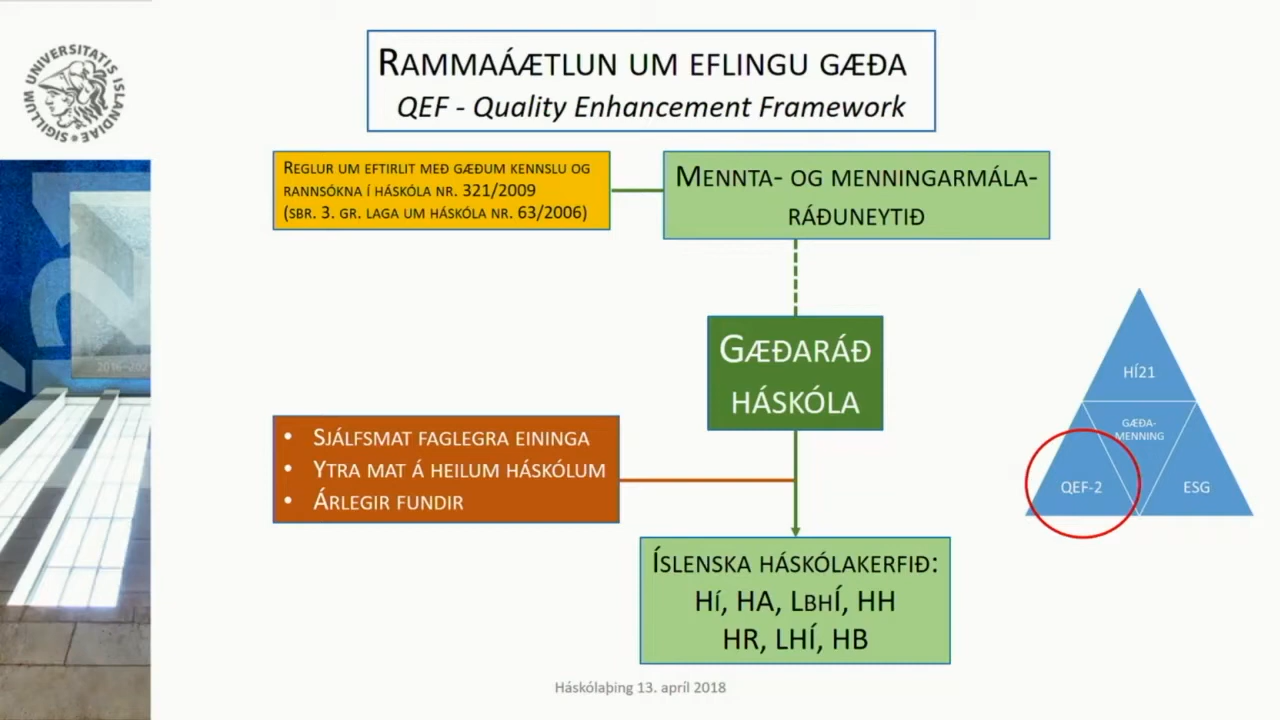 SIGILLUM UNIVERSITATIS ISLANDIAE
RAMMAÁÆTLUN UM EFLINGU GÆÐA
QEF - Quality Enhancement Framework
REGLUR UM EFTIRLIT MEÐ GÆÐUM KENNSLU OG
RANNSÓKNA Í HÁSKÓLA NR. 321/2009
(SBR. 3. GR. LAGA UM HÁSKÓLA NR. 63/2006)
MENNTA- OG MENNINGARMÁLA-
RÁÐUNEYTIÐ
GÆÐARÁÐ
HÁSKÓLA
• SJÁLFSMAT FAGLEGRA EININGA
• YTRA MAT Á HEILUM HÁSKÓLUM
• ÁRLEGIR FUNDIR
ÍSLENSKA HÁSKÓLAKERFIÐ:
HÍ, HA, LBHÍ, HH
HR, LHÍ, HB
HÍ21
GÆÐA-
MENNING
QEF-2
ESG
Háskólaþing 13. apríl 2018